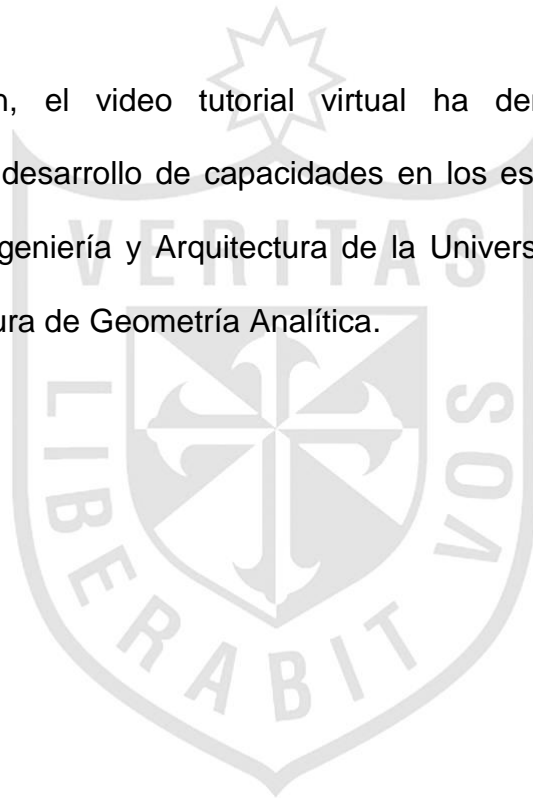 n, el video tutorial virtual ha der
desarrollo de capacidades en los es
geniería y Arquitectura de la Univers
ura de Geometría Analítica.
VERITAS
LIBERABIT VOS